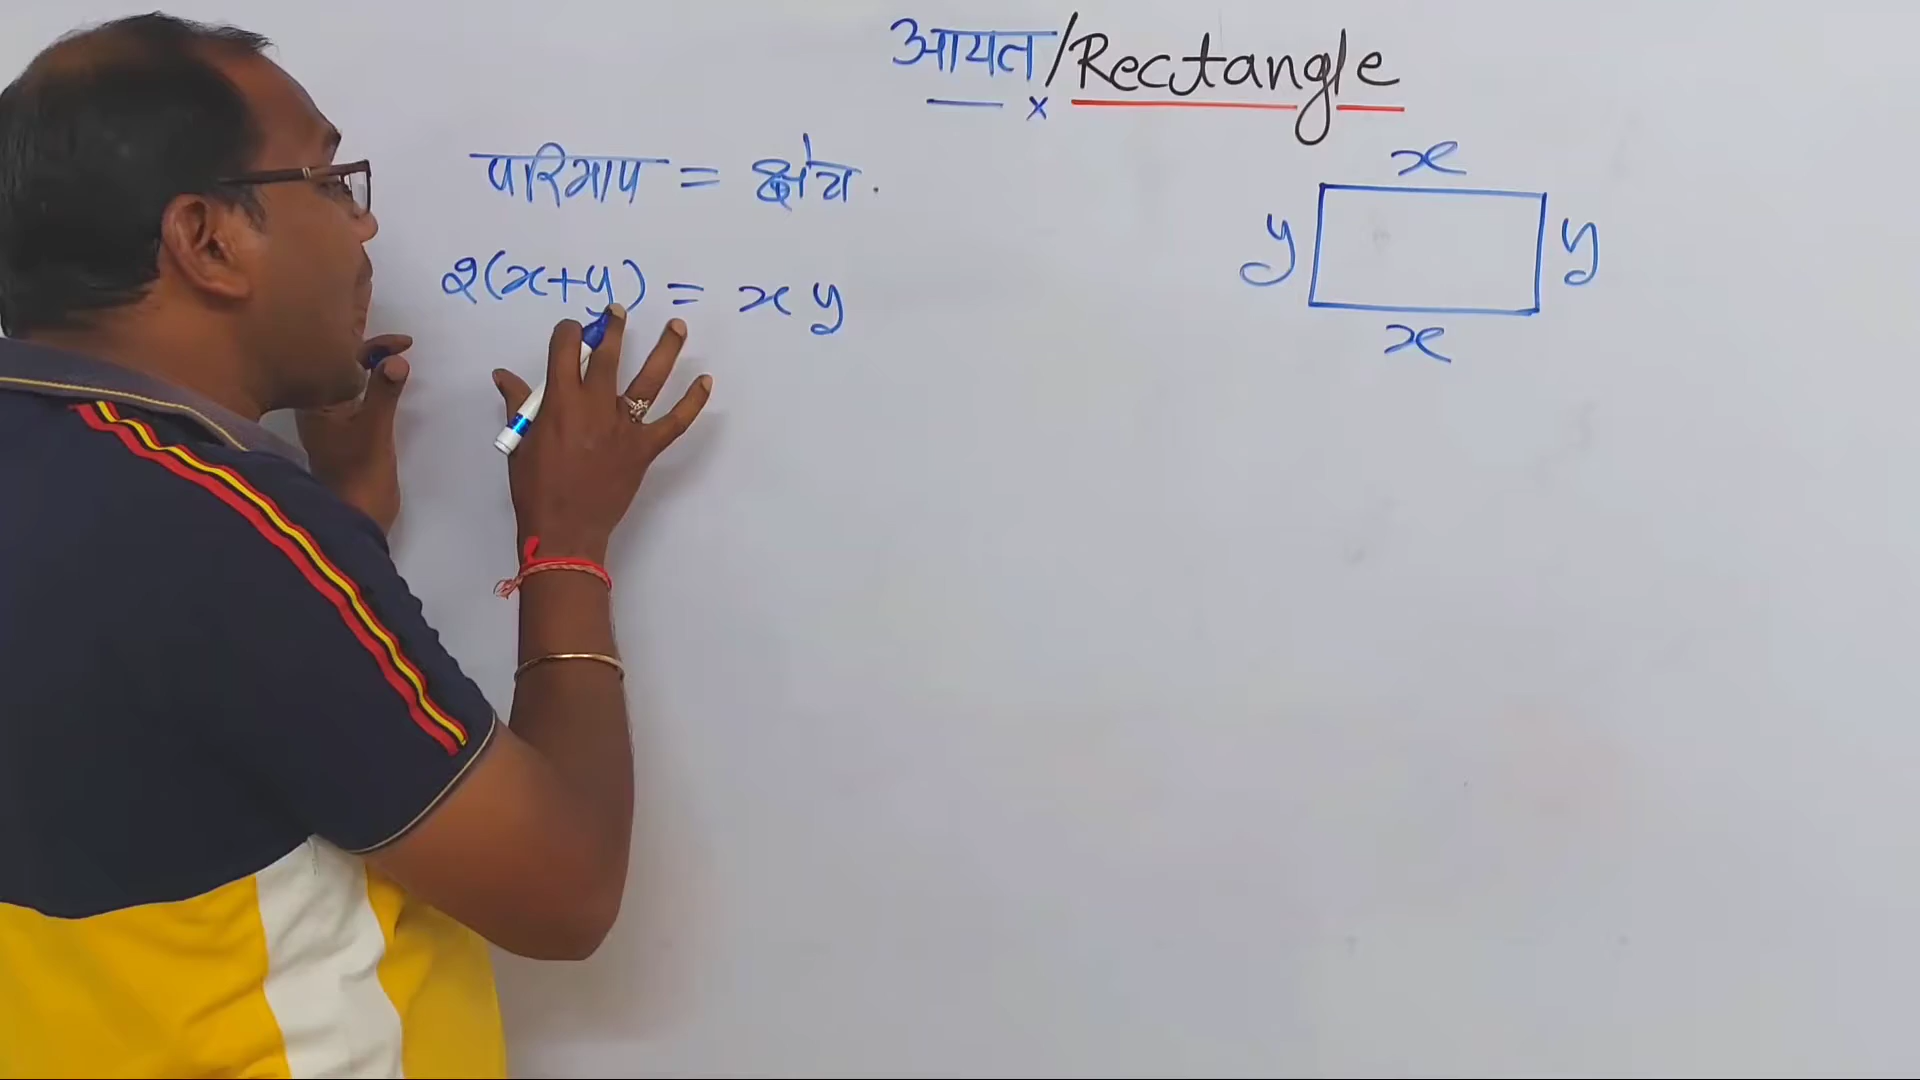 आयत/Rectangle
x
परिमाप = क्षेत्र.
2(x+y) = xy
x
y y
x